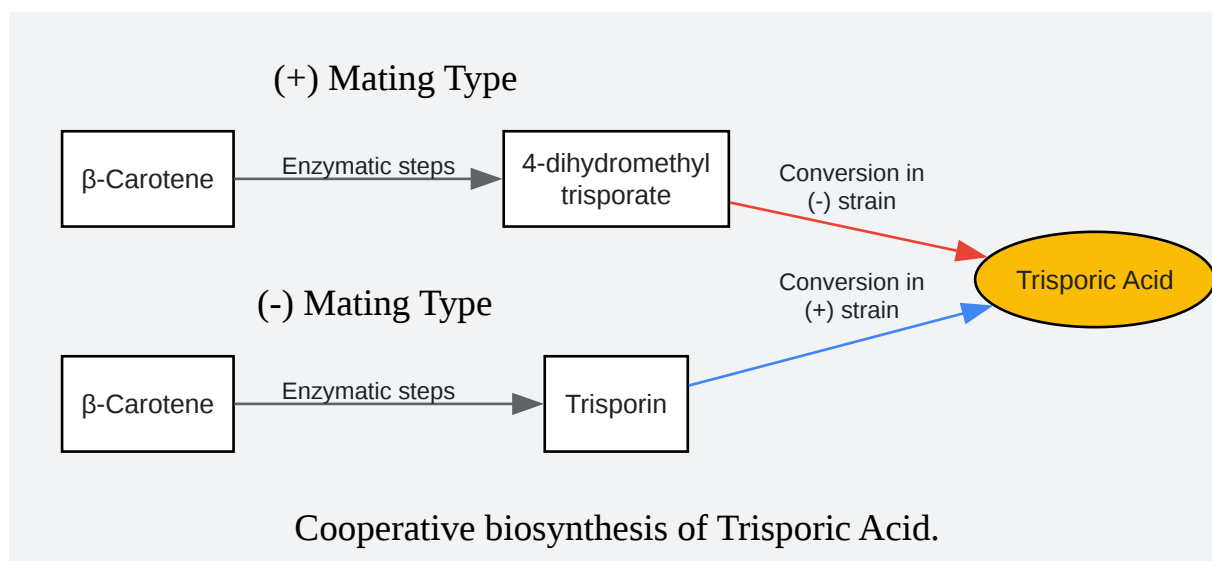 (+) Mating Type
β-Carotene
Enzymatic steps
4-dihydromethyl
trisporate
Conversion in
(-) strain
Trisporic Acid
(-) Mating Type
Conversion in
(+) strain
β-Carotene
Enzymatic steps
Trisporin
Cooperative biosynthesis of Trisporic Acid.